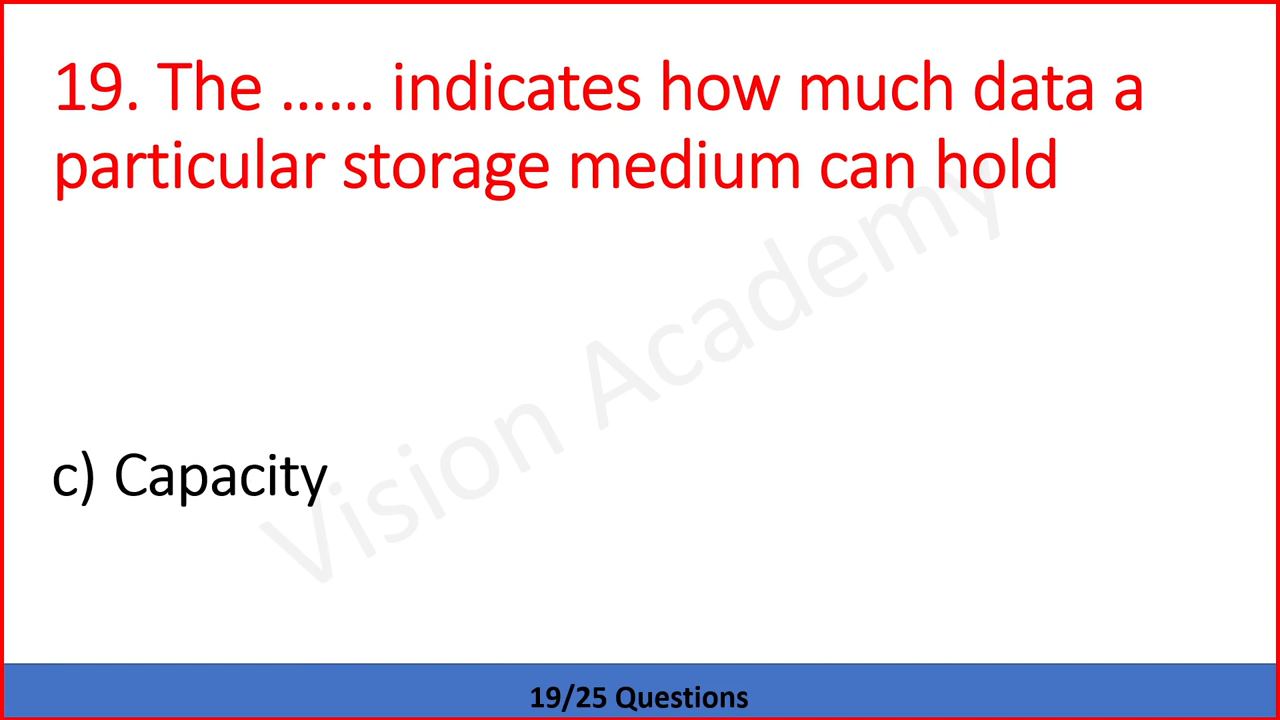 19. The …… indicates how much data a
particular storage medium can hold
Vision Academy
c) Capacity
19/25 Questions